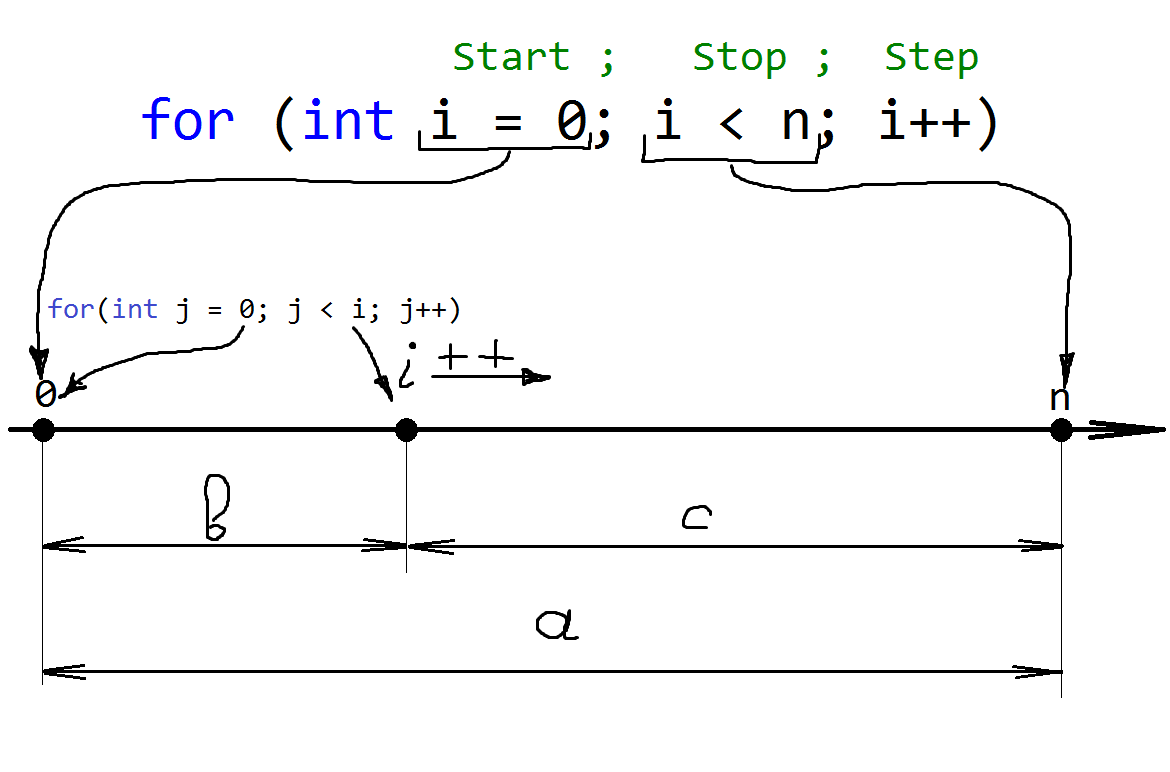 Start ; Stop ; Step
for (int i = 0; i < n; i++)
for(int j = 0; j < i; j++)
i ++
0 n
в c
a